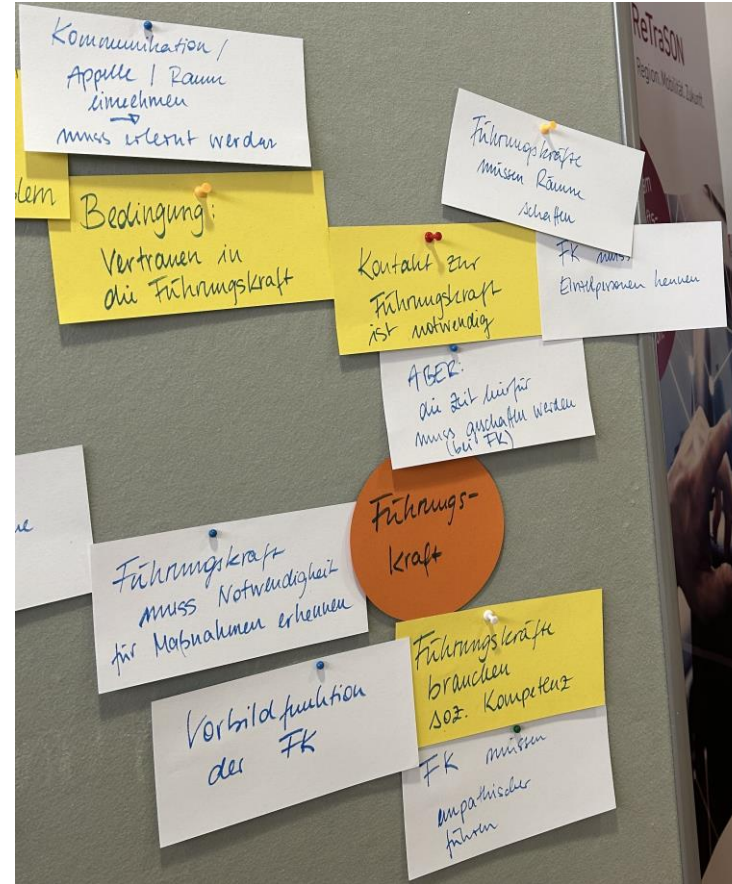 Kommunikation /
Appelle / Raum
einnehmen
→
muss erlernt werden
dern
Bedingung:
Vertrauen in
die Führungskraft
Führungskräfte
müssen Räume
schaffen
Kontakt zur
Führungskraft
ist notwendig
FK muss
Einzelpersonen kennen
ABER:
die Zeit hierfür
muss geschaffen werden
(bei FK)
Führungs-
kraft
Führungskraft
muss Notwendigkeit
für Maßnahmen erkennen
Vorbildfunktion
der FK
Führungskräfte
brauchen
soz. Kompetenz
FK müssen
empathischer
führen
ReTraSON
Region.Mobilität.Zukunft.